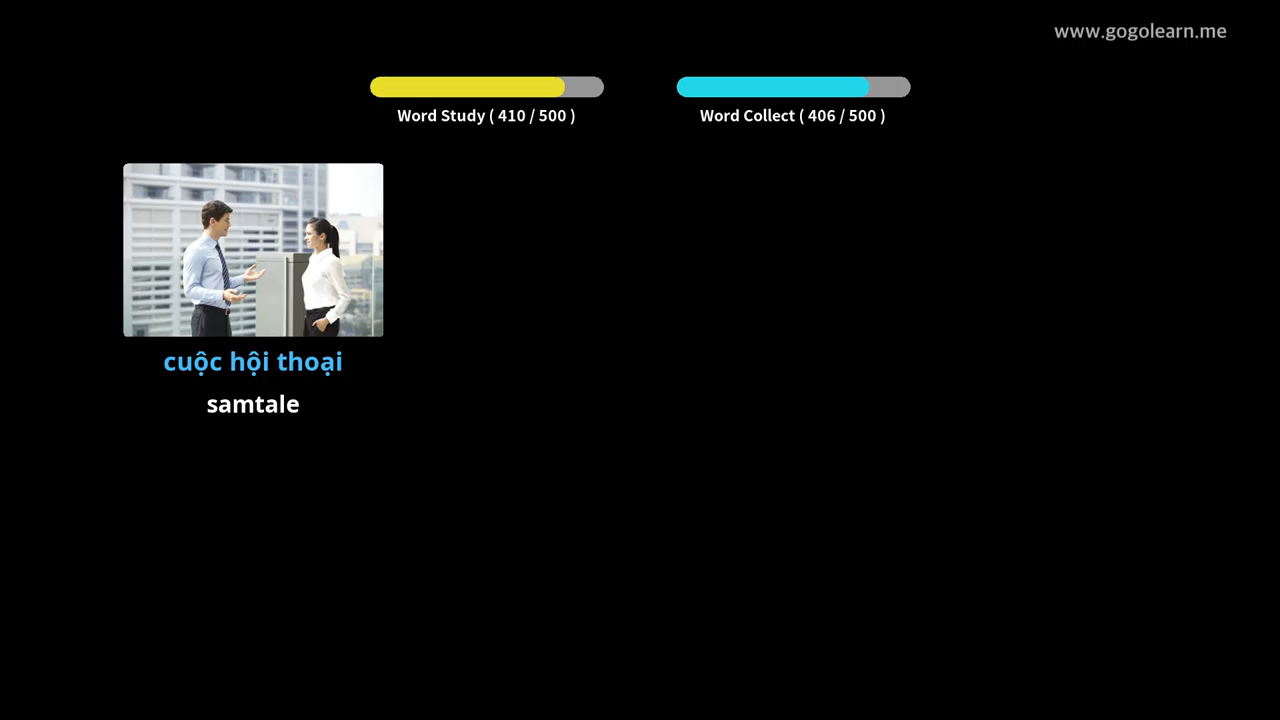 www.gogolearn.me
Word Study ( 410 / 500 )
Word Collect ( 406 / 500 )
cuộc hội thoại
samtale